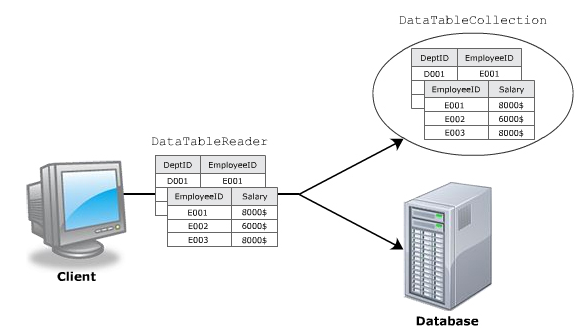 DataTableCollection
DeptID EmployeeID
D001 E001
EmployeeID Salary
E001 8000$
E002 6000$
E003 8000$
DataTableReader
DeptID EmployeeID
D001 E001
EmployeeID Salary
E001 8000$
E002 6000$
E003 8000$
Client
Database